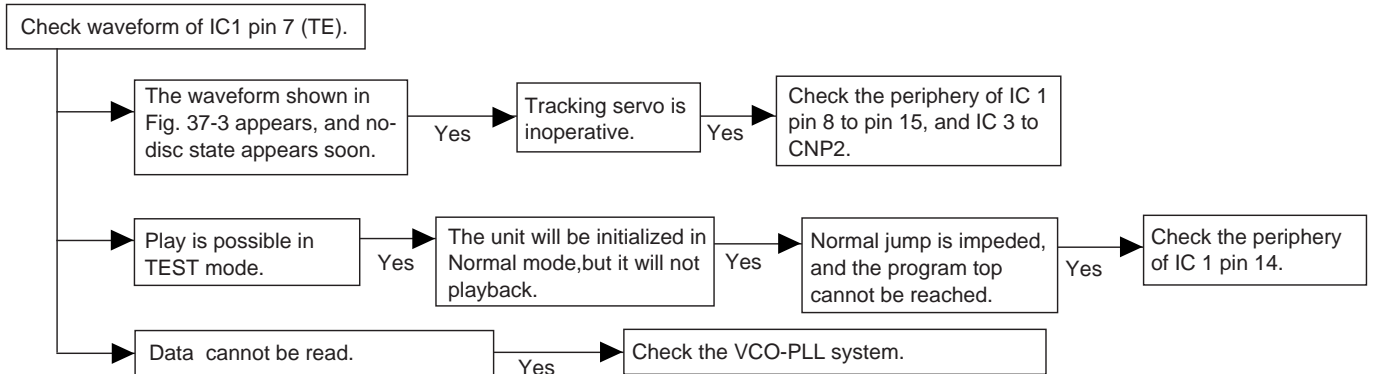 Check waveform of IC1 pin 7 (TE).
The waveform shown in
Fig. 37-3 appears, and no-
disc state appears soon.
Yes
Tracking servo is
inoperative.
Yes
Check the periphery of IC 1
pin 8 to pin 15, and IC 3 to
CNP2.
Play is possible in
TEST mode.
Yes
The unit will be initialized in
Normal mode,but it will not
playback.
Yes
Normal jump is impeded,
and the program top
cannot be reached.
Yes
Check the periphery
of IC 1 pin 14.
Data cannot be read.
Yes
Check the VCO-PLL system.